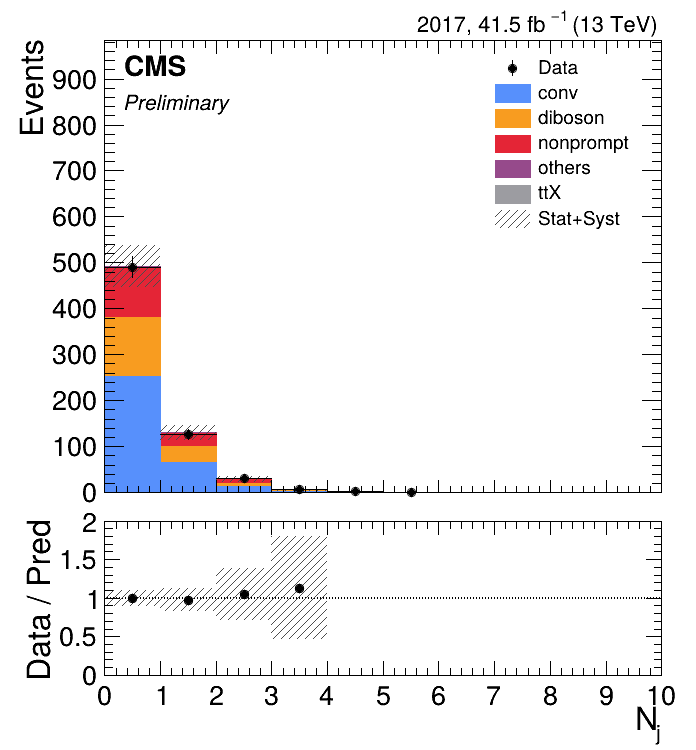 2017, 41.5 fb⁻¹ (13 TeV)
Events
CMS
Preliminary
Data
conv
diboson
nonprompt
others
ttX
Stat+Syst
900
800
700
600
500
400
300
200
100
0
Data / Pred
2
1.5
1
0.5
0
0 1 2 3 4 5 6 7 8 9 10
N_j